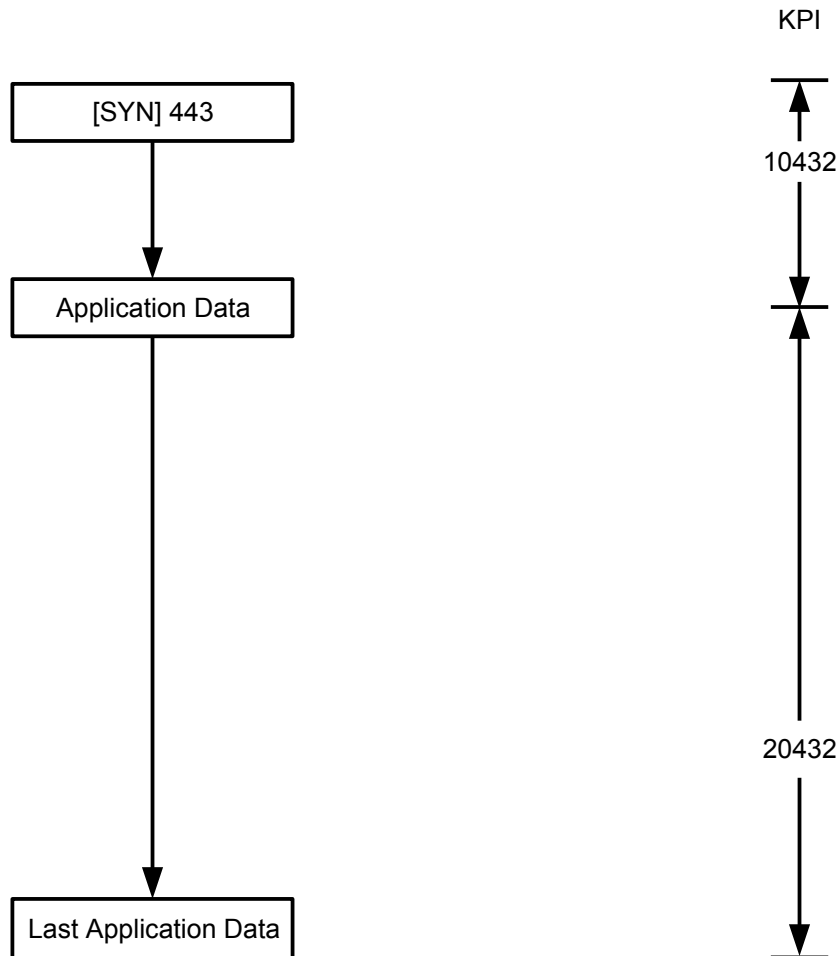 KPI
[SYN] 443
10432
Application Data
20432
Last Application Data